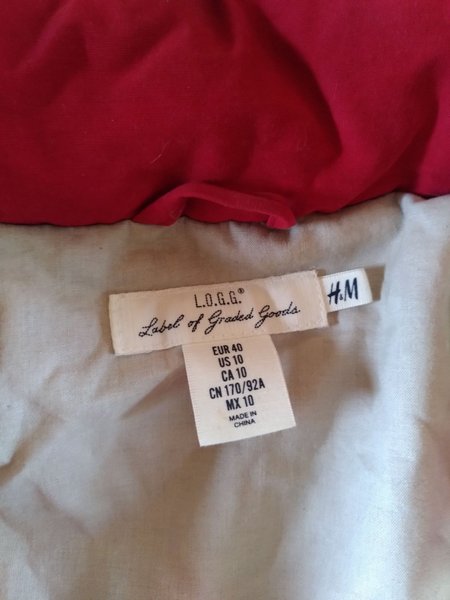 L.O.G.G.®
Label of Graded Goods
H&M
EUR 40
US 10
CA 10
CN 170/92A
MX 10
MADE IN
CHINA